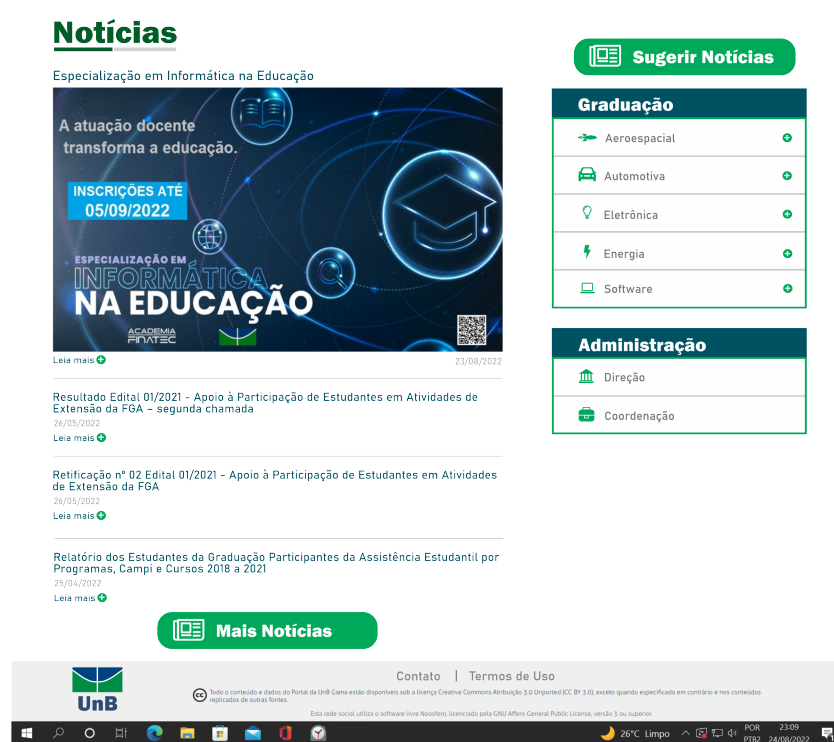 Notícias
Especialização em Informática na Educação
A atuação docente
transforma a educação.
INSCRIÇÕES ATÉ
05/09/2022
ESPECIALIZAÇÃO EM
INFORMÁTICA
NA EDUCAÇÃO
ACADEMIA
FINATEC
Leia mais
23/08/2022
Resultado Edital 01/2021 - Apoio à Participação de Estudantes em Atividades de
Extensão da FGA – segunda chamada
26/05/2022
Leia mais
Retificação nº 02 Edital 01/2021 - Apoio à Participação de Estudantes em Atividades
de Extensão da FGA
26/05/2022
Leia mais
Relatório dos Estudantes da Graduação Participantes da Assistência Estudantil por
Programas, Campi e Cursos 2018 a 2021
25/04/2022
Leia mais
Mais Notícias
Sugerir Notícias
Graduação
Aeroespacial
Automotiva
Eletrônica
Energia
Software
Administração
Direção
Coordenação
UnB
Contato | Termos de Uso
cc
Todo o conteúdo e dados do Portal da UnB Gama estão disponíveis sob a licença Creative Commons Atribuição 3.0 Unported (CC BY 3.0), exceto quando especificado em contrário e nos conteúdos
replicados de outras fontes.
Esta rede social utiliza o software livre Noosfero, licenciado pela GNU Affero General Public License, versão 3 ou superior.
26°C Limpo
POR
PTB2
23:09
24/08/2022